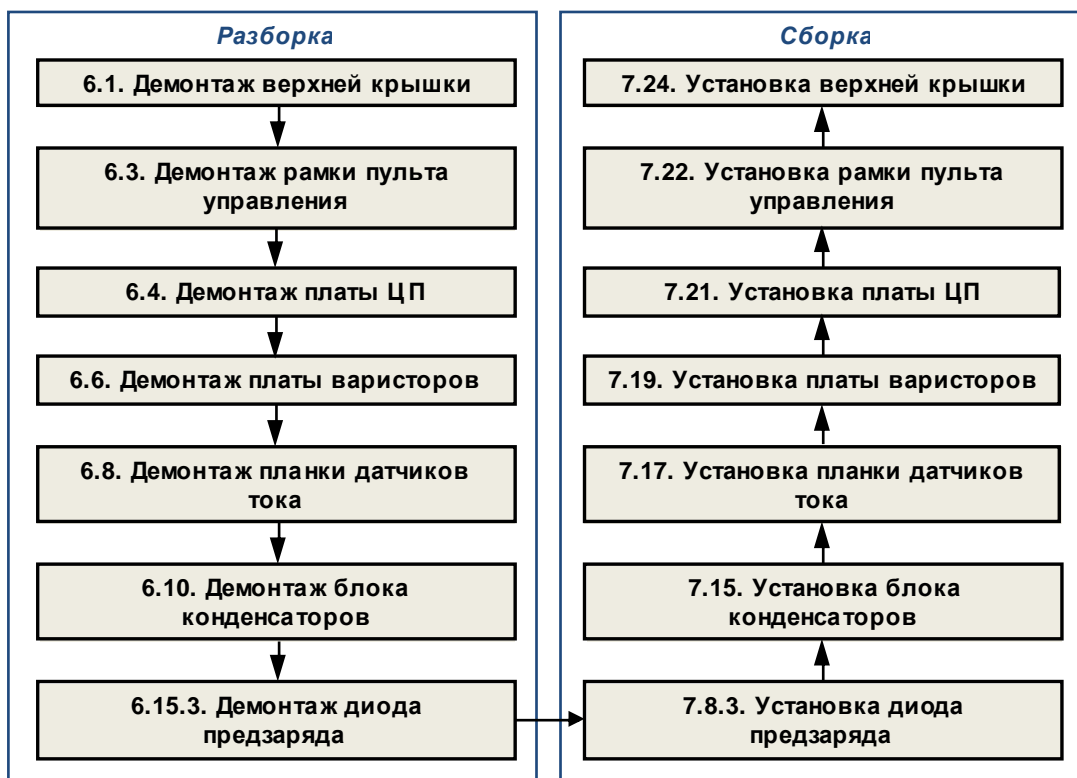 Разборка
6.1. Демонтаж верхней крышки
6.3. Демонтаж рамки пульта
управления
6.4. Демонтаж платы ЦП
6.6. Демонтаж платы варисторов
6.8. Демонтаж планки датчиков
тока
6.10. Демонтаж блока
конденсаторов
6.15.3. Демонтаж диода
предзаряда
Сборка
7.24. Установка верхней крышки
7.22. Установка рамки пульта
управления
7.21. Установка платы ЦП
7.19. Установка платы варисторов
7.17. Установка планки датчиков
тока
7.15. Установка блока
конденсаторов
7.8.3. Установка диода
предзаряда